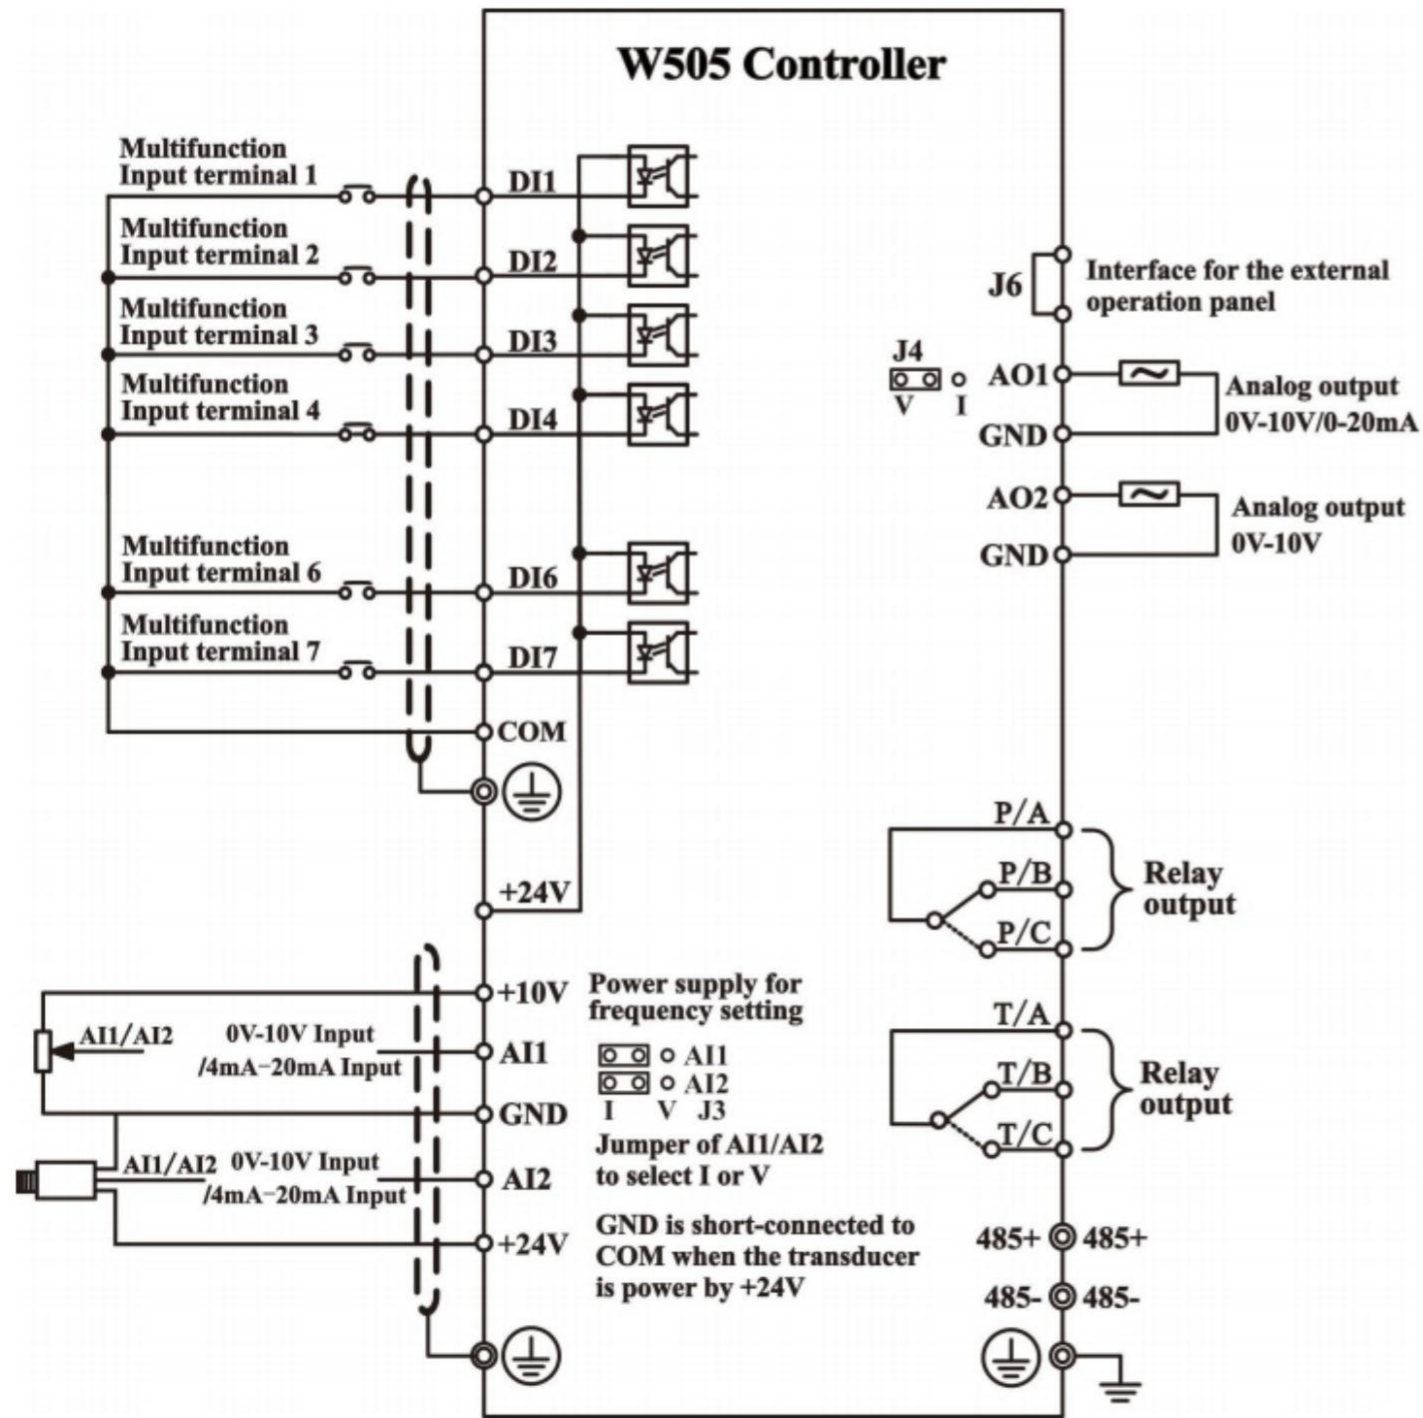 W505 Controller
Multifunction
Input terminal 1
DI1
Multifunction
Input terminal 2
DI2
Multifunction
Input terminal 3
DI3
Multifunction
Input terminal 4
DI4
Multifunction
Input terminal 6
DI6
Multifunction
Input terminal 7
DI7
COM
+24V
+10V
Power supply for
frequency setting
AI1/AI2
0V-10V Input
/4mA-20mA Input
AI1
AI1
AI2
I V J3
GND
Jumper of AI1/AI2
to select I or V
AI1/AI2
0V-10V Input
/4mA-20mA Input
AI2
+24V
GND is short-connected to
COM when the transducer
is power by +24V
J6
Interface for the external
operation panel
J4
V I
AO1
GND
Analog output
0V-10V/0-20mA
AO2
GND
Analog output
0V-10V
P/A
P/B
P/C
Relay
output
T/A
T/B
T/C
Relay
output
485+ 485+
485- 485-